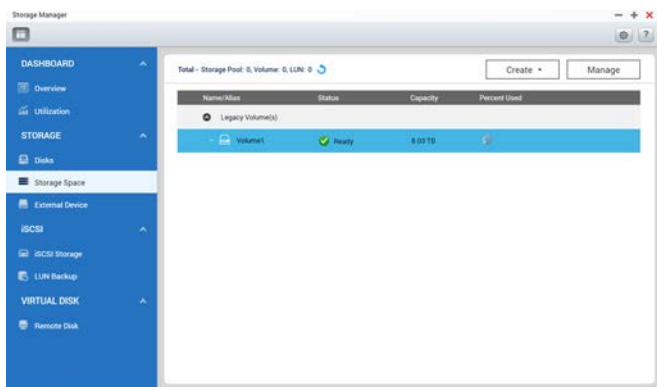 Storage Manager
?
DASHBOARD
Overview
Utilization
STORAGE
Disks
Storage Space
External Device
iSCSI
iSCSI Storage
LUN Backup
VIRTUAL DISK
Remote Disk
Total - Storage Pool: 0, Volume: 0, LUN: 0
Create
Manage
Name/Alias Status Capacity Percent Used
Legacy Volume(s)
Volume1 Ready 8.03 TB